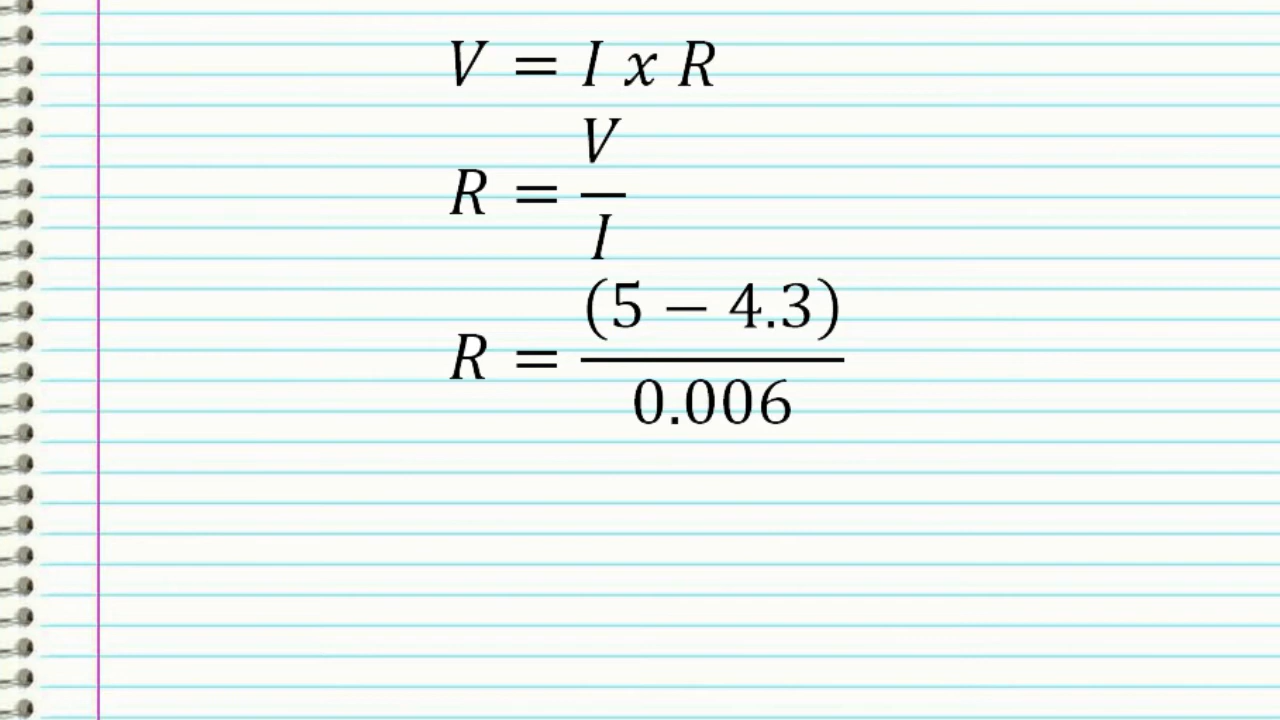 V = I x R
R = V/I
R = (5 − 4.3)/0.006